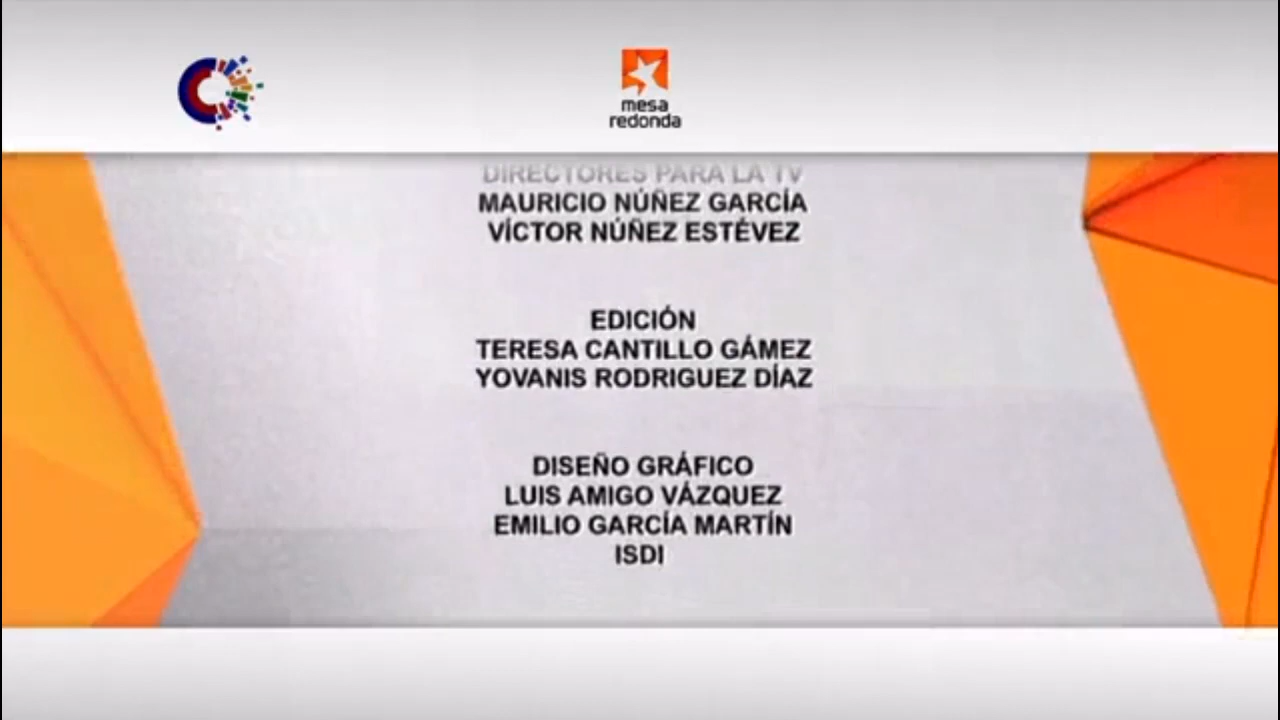 mesa
redonda
DIRECTORES PARA LA TV
MAURICIO NÚÑEZ GARCÍA
VÍCTOR NÚÑEZ ESTÉVEZ
EDICIÓN
TERESA CANTILLO GÁMEZ
YOVANIS RODRIGUEZ DÍAZ
DISEÑO GRÁFICO
LUIS AMIGO VÁZQUEZ
EMILIO GARCÍA MARTÍN
ISDI